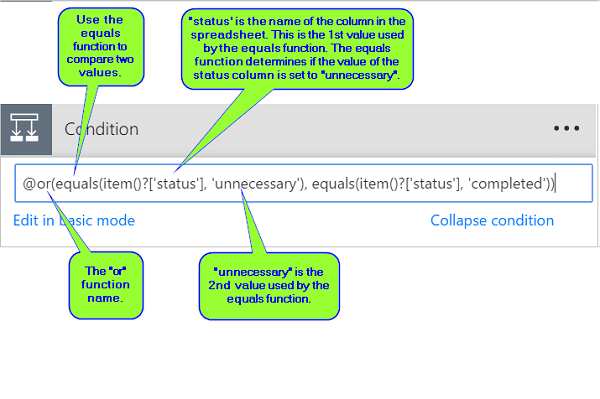 Use the
equals
function to
compare two
values.
"status' is the name of the column in the
spreadsheet. This is the 1st value used
by the equals function. The equals
function determines if the value of the
status column is set to "unnecessary".
Condition
@or(equals(item()?['status'], 'unnecessary'), equals(item()?['status'], 'completed'))
Edit in basic mode
Collapse condition
The "or"
function
name.
"unnecessary" is the
2nd value used by the
equals function.